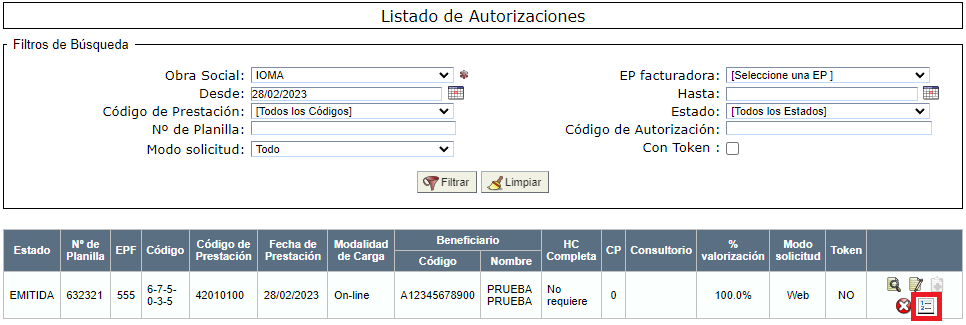 Listado de Autorizaciones
Filtros de Búsqueda
Obra Social: IOMA EP facturadora: [Seleccione una EP ]
Desde: 28/02/2023 Hasta:
Código de Prestación: [Todos los Códigos] Estado: [Todos los Estados]
Nº de Planilla: Código de Autorización:
Modo solicitud: Todo Con Token :
Filtrar Limpiar
Estado Nº de Planilla EPF Código Código de Prestación Fecha de Prestación Modalidad de Carga Beneficiario Código Nombre HC Completa CP Consultorio % valorización Modo solicitud Token
EMITIDA 632321 555 6-7-5-0-3-5 42010100 28/02/2023 On-line A12345678900 PRUEBA PRUEBA No requiere 0 100.0% Web NO